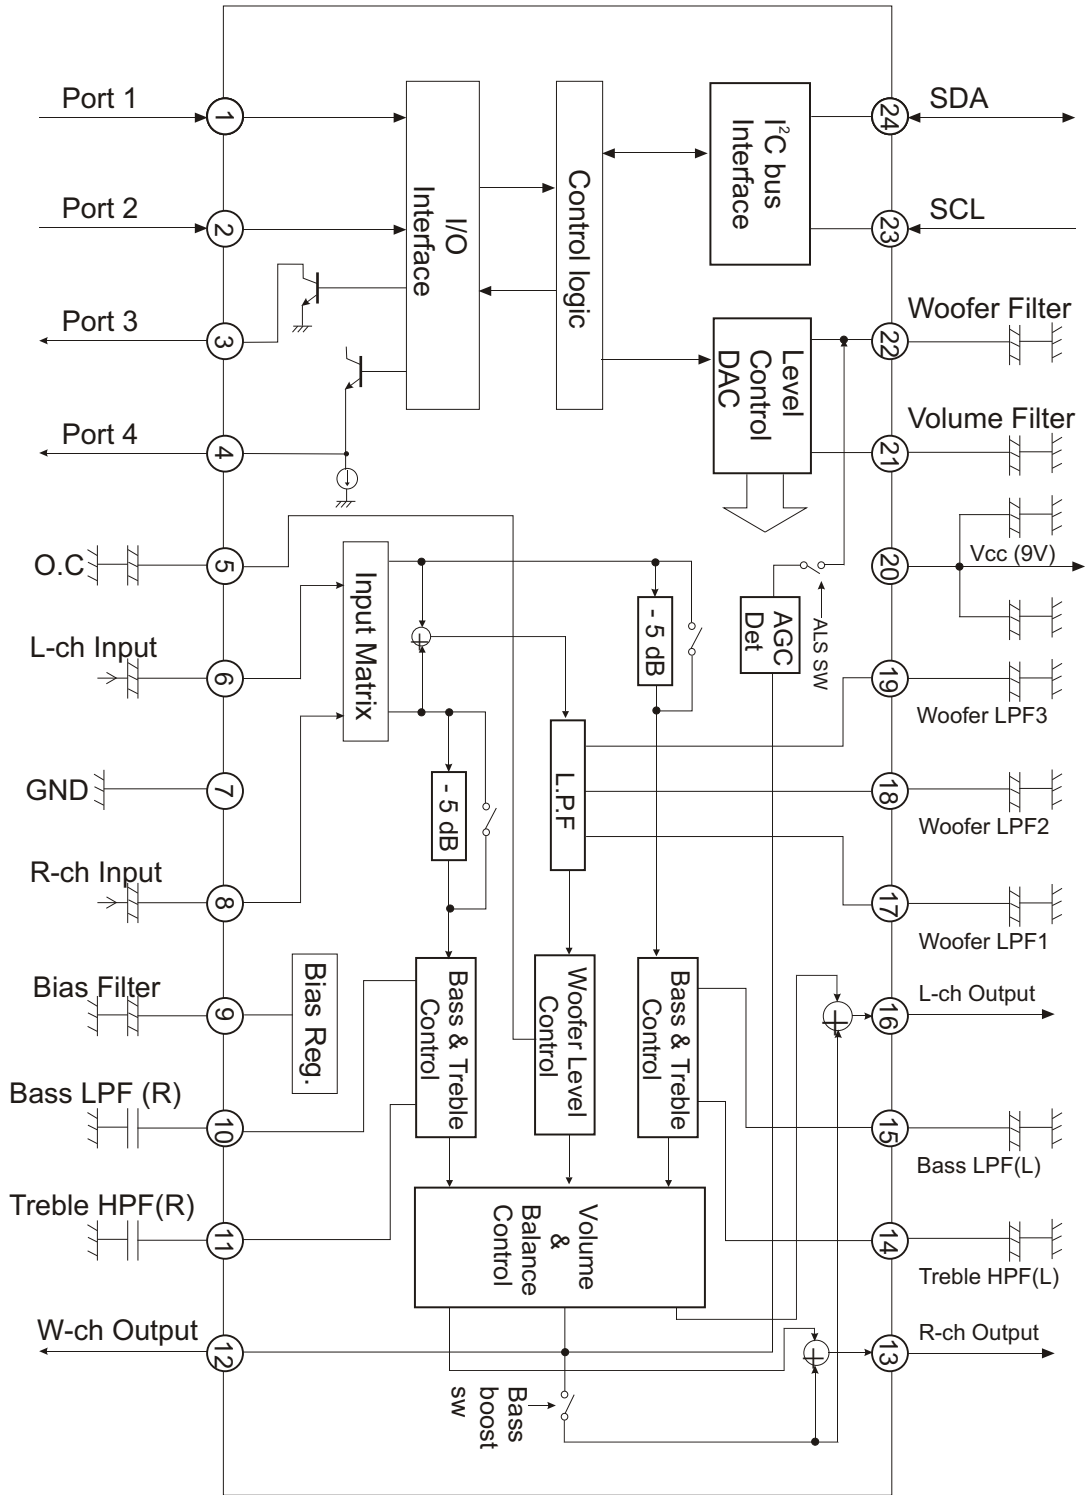 Port 1
1
Port 2
2
Port 3
3
Port 4
4
O.C
5
L-ch Input
6
GND
7
R-ch Input
8
Bias Filter
9
Bass LPF (R)
10
Treble HPF(R)
11
W-ch Output
12
I/O
Interface
Control logic
I²C bus
Interface
Level
Control
DAC
Input Matrix
- 5 dB
- 5 dB
AGC
Det
ALS SW
L.P.F
Bias Reg.
Bass & Treble
Control
Woofer Level
Control
Bass & Treble
Control
Volume
&
Balance
Control
Bass
boost
sw
24
SDA
23
SCL
22
Woofer Filter
21
Volume Filter
20
Vcc (9V)
19
Woofer LPF3
18
Woofer LPF2
17
Woofer LPF1
16
L-ch Output
15
Bass LPF(L)
14
Treble HPF(L)
13
R-ch Output